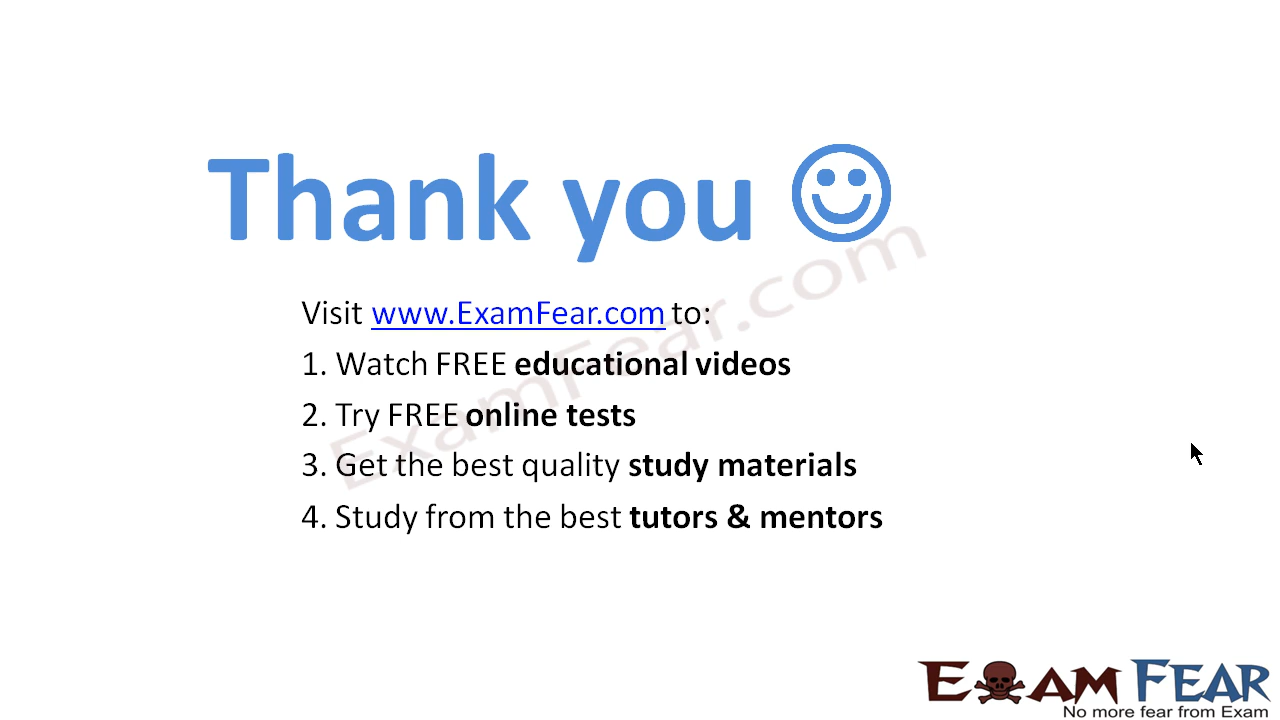 Thank you
Visit www.ExamFear.com to:
1. Watch FREE educational videos
2. Try FREE online tests
3. Get the best quality study materials
4. Study from the best tutors & mentors
ExamFear.com
EXAM FEAR
No more fear from Exam